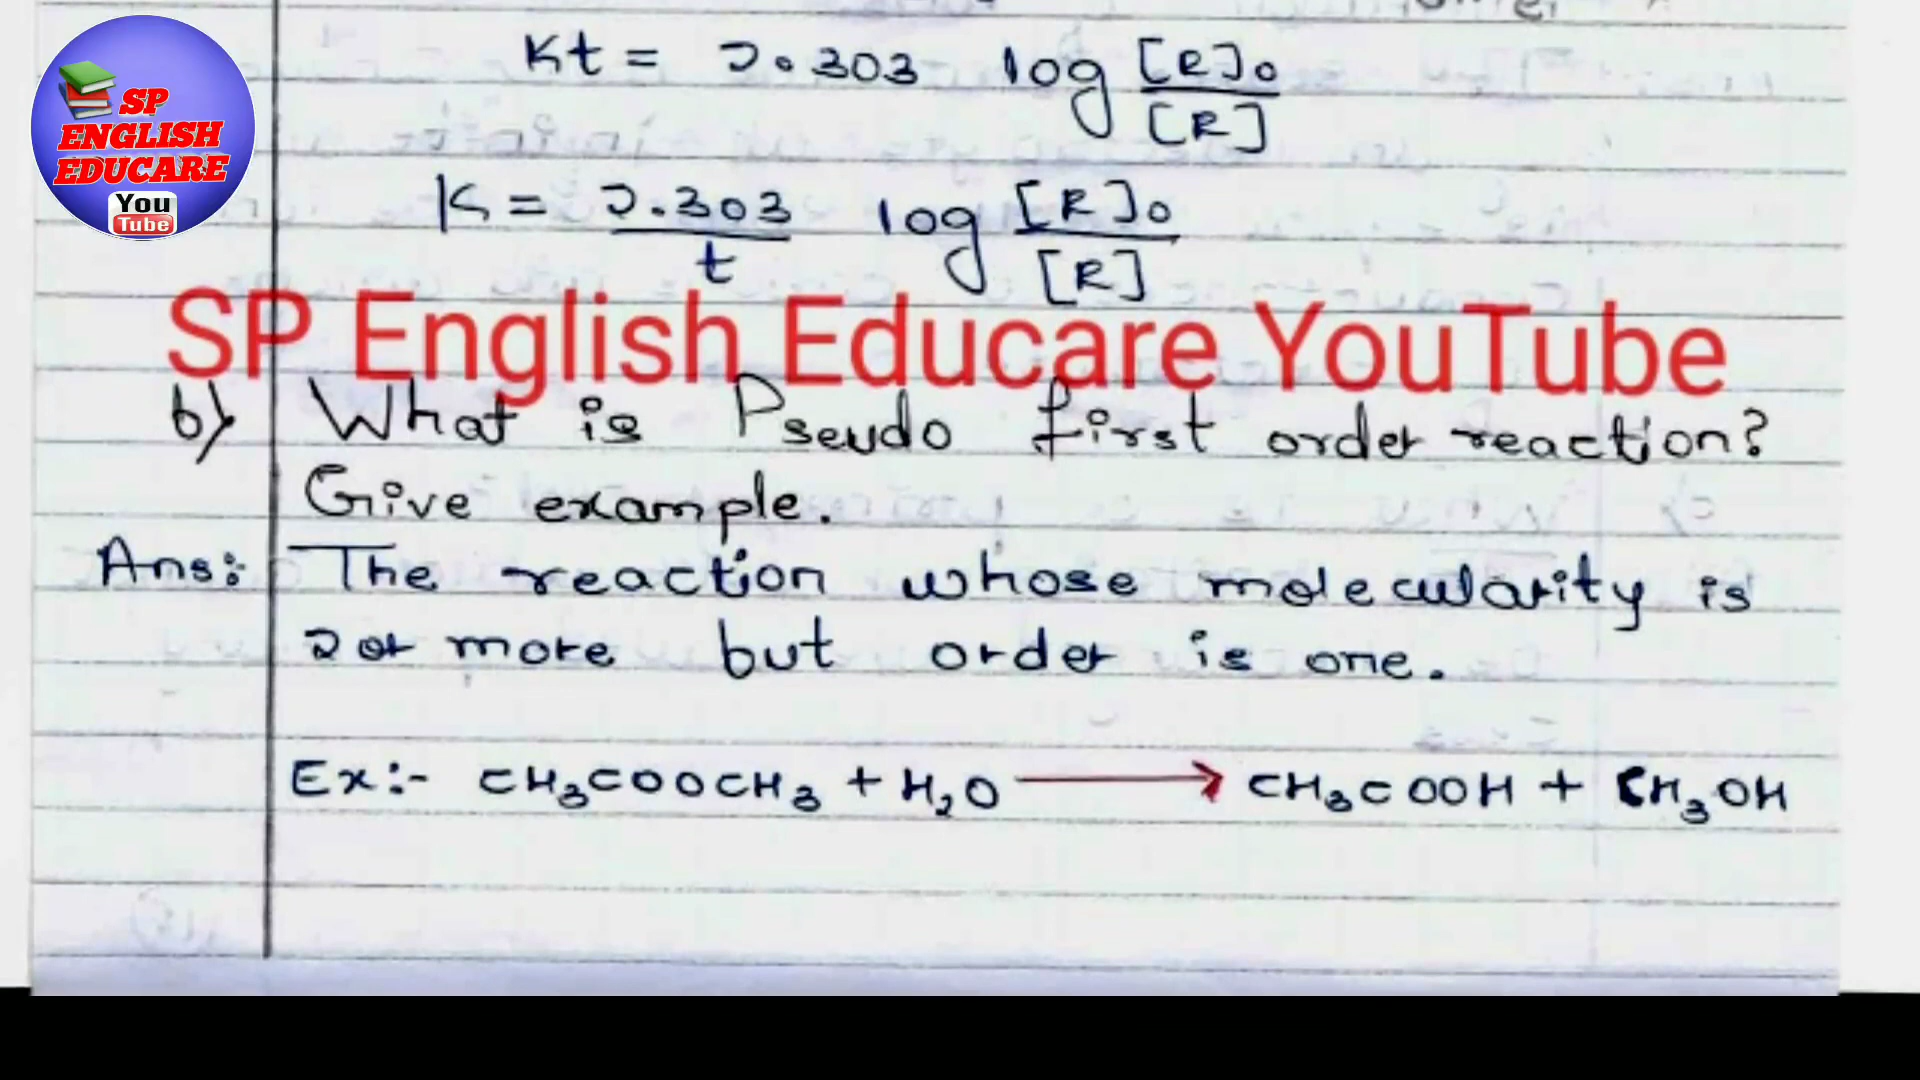 Kt = 2.303 log [R]₀ / [R]
SP
ENGLISH
EDUCARE
You
Tube
K = 2.303 / t log [R]₀ / [R]
SP English Educare YouTube
b) What is Pseudo first order reaction?
Give example.
Ans:- The reaction whose molecularity is
2 or more but order is one.
Ex:- CH₃COOCH₃ + H₂O ⟶ CH₃COOH + CH₃OH